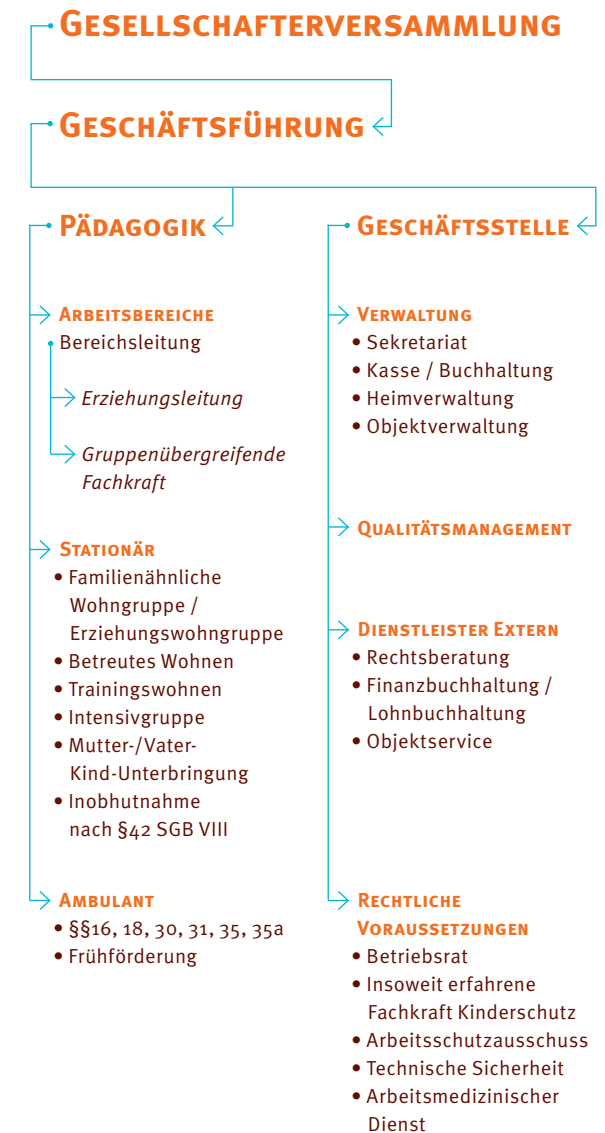 Gesellschafterversammlung
Geschäftsführung
Pädagogik
Arbeitsbereiche
Bereichsleitung
Erziehungsleitung
Gruppenübergreifende
Fachkraft
Stationär
• Familienähnliche
Wohngruppe /
Erziehungswohngruppe
• Betreutes Wohnen
• Trainingswohnen
• Intensivgruppe
• Mutter-/Vater-
Kind-Unterbringung
• Inobhutnahme
nach §42 SGB VIII
Ambulant
• §§16, 18, 30, 31, 35, 35a
• Frühförderung
Geschäftsstelle
Verwaltung
• Sekretariat
• Kasse / Buchhaltung
• Heimverwaltung
• Objektverwaltung
Qualitätsmanagement
Dienstleister Extern
• Rechtsberatung
• Finanzbuchhaltung /
Lohnbuchhaltung
• Objektservice
Rechtliche
Voraussetzungen
• Betriebsrat
• Insoweit erfahrene
Fachkraft Kinderschutz
• Arbeitsschutzausschuss
• Technische Sicherheit
• Arbeitsmedizinischer
Dienst